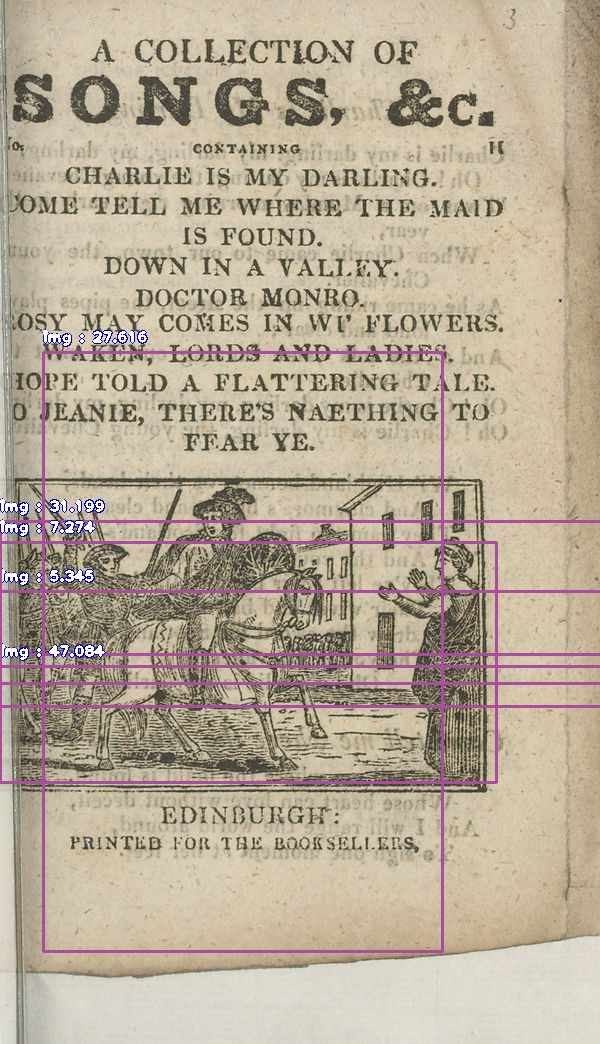 3
A COLLECTION OF
SONGS, &c.
CONTAINING
CHARLIE IS MY DARLING.
COME TELL ME WHERE THE MAID
IS FOUND.
DOWN IN A VALLEY.
DOCTOR MONRO.
ROSY MAY COMES IN WI' FLOWERS.
Img : 27.616
WAKEN, LORDS AND LADIES.
HOPE TOLD A FLATTERING TALE.
O JEANIE, THERE'S NAETHING TO
FEAR YE.
Img : 31.199
Img : 7.274
Img : 5.345
Img : 47.084
EDINBURGH:
PRINTED FOR THE BOOKSELLERS,